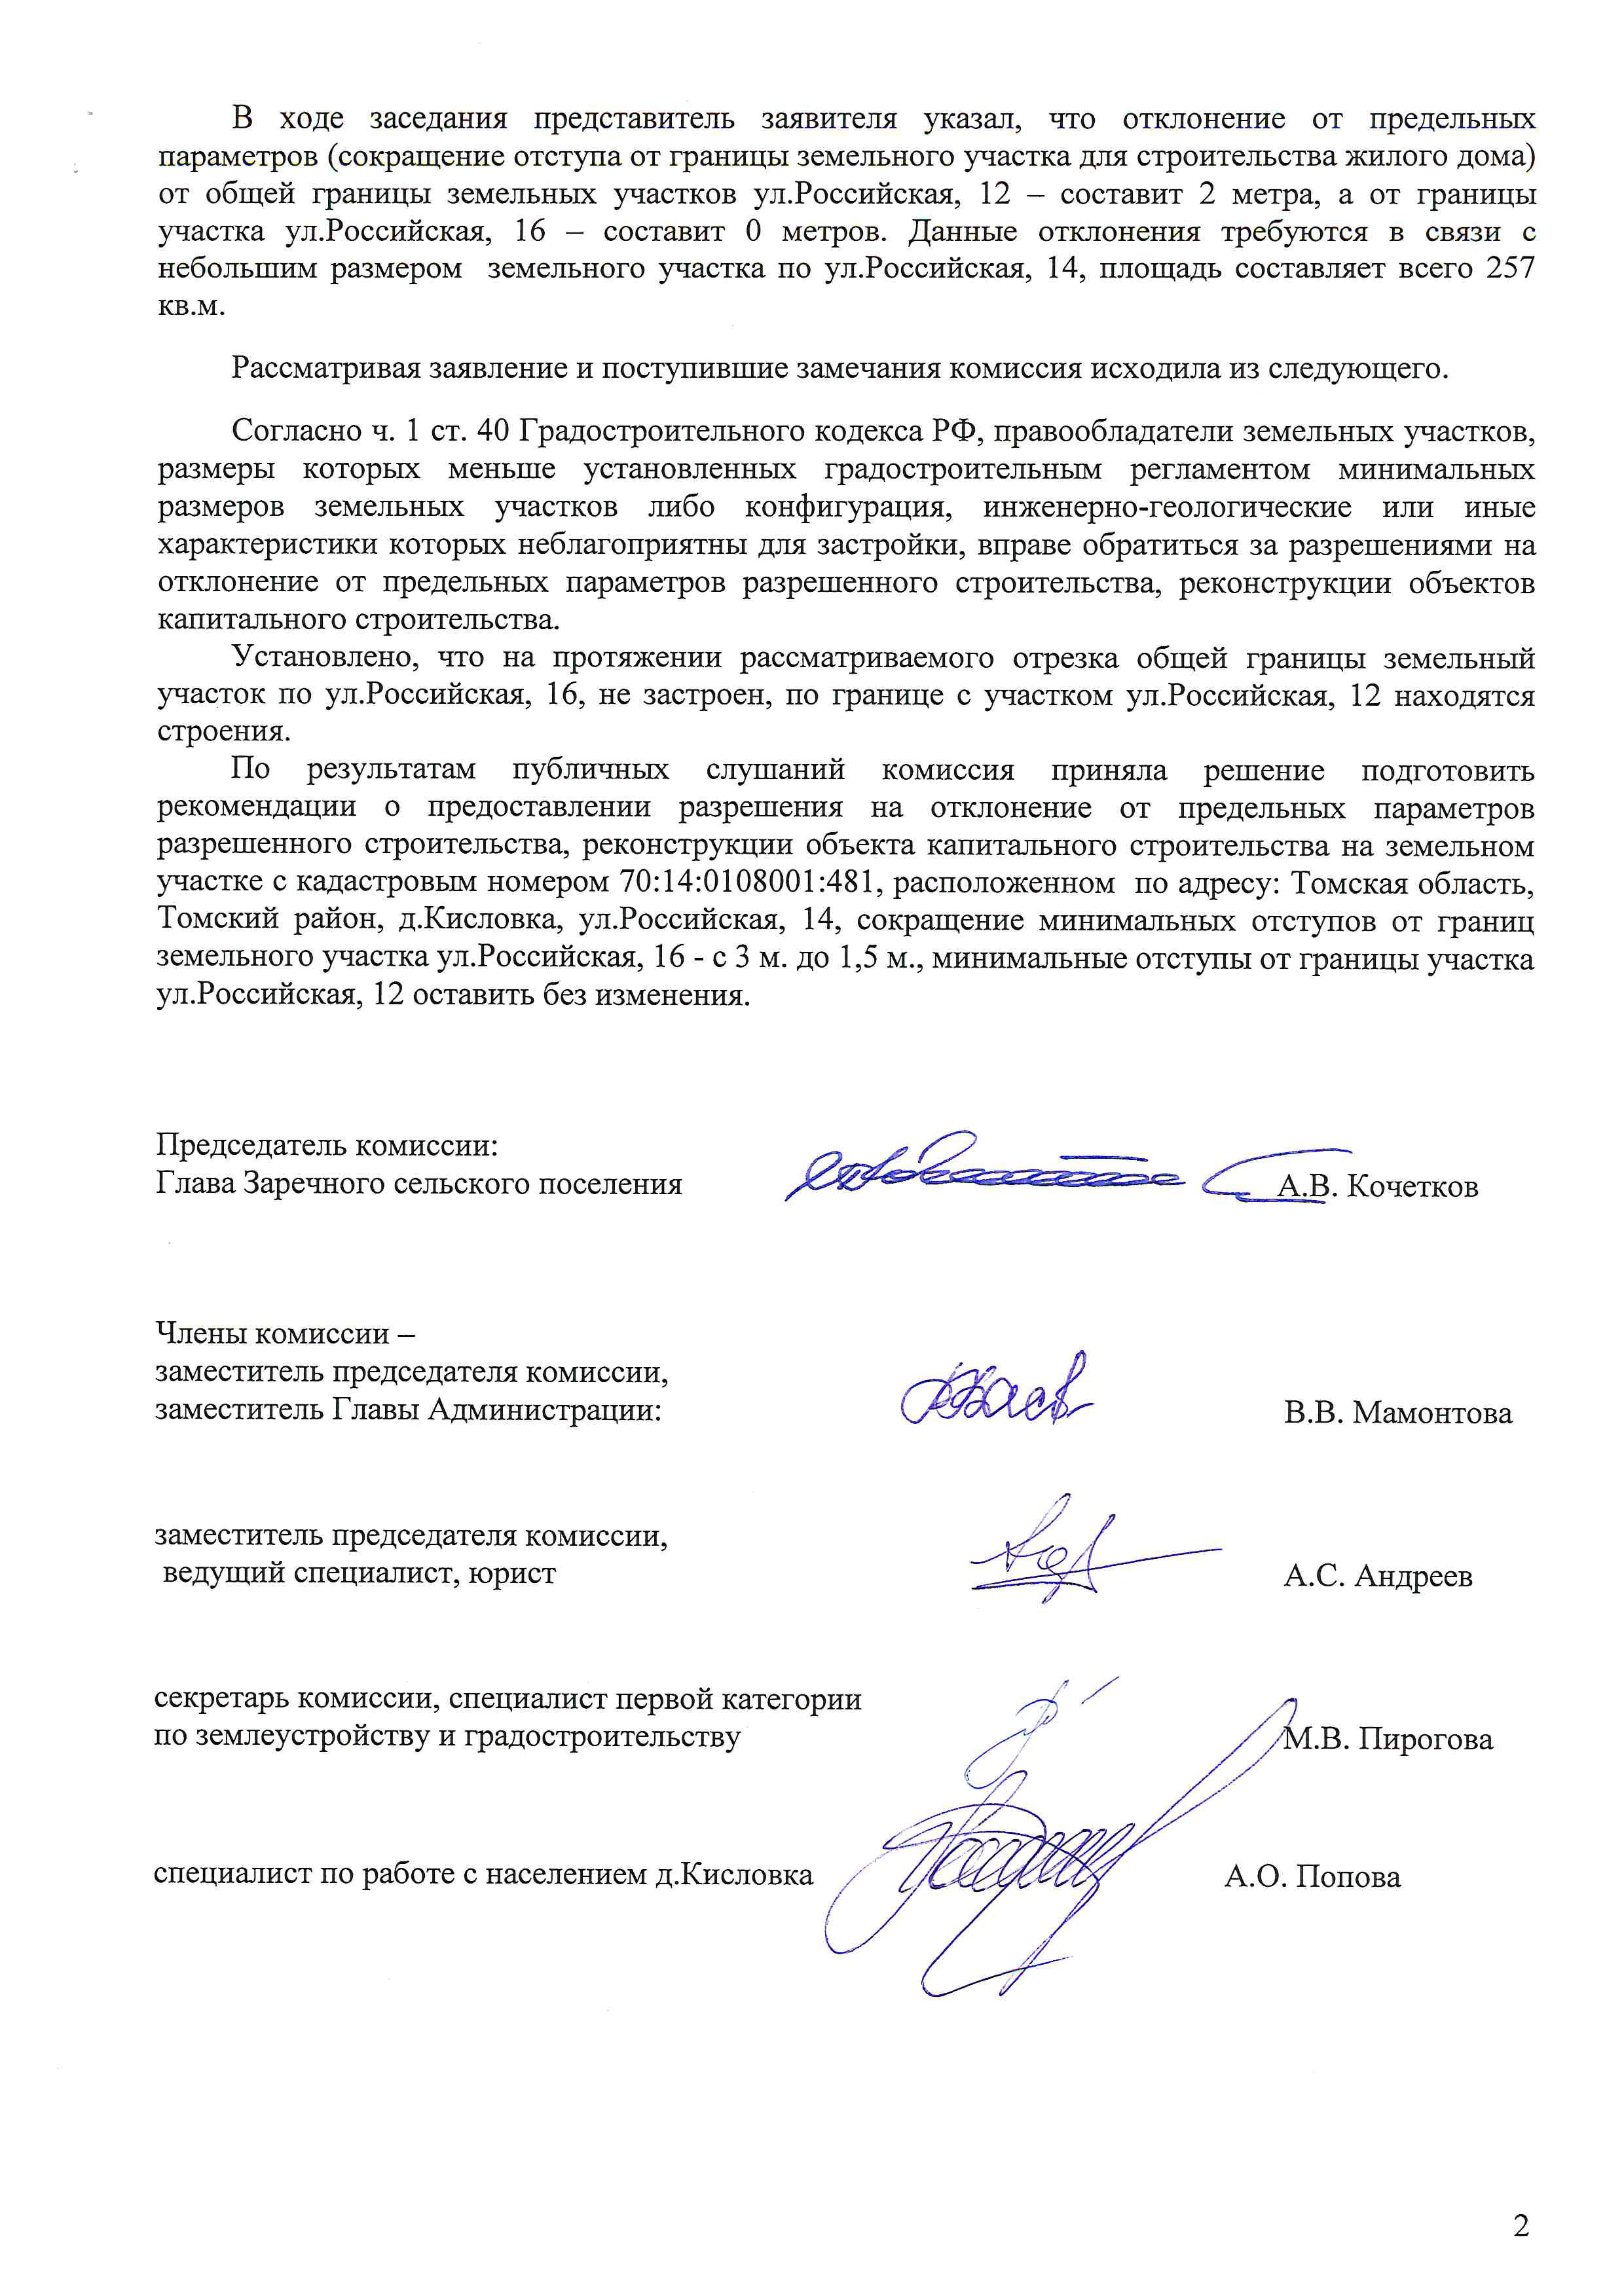 В ходе заседания представитель заявителя указал, что отклонение от предельных
параметров (сокращение отступа от границы земельного участка для строительства жилого дома)
от общей границы земельных участков ул.Российская, 12 – составит 2 метра, а от границы
участка ул.Российская, 16 – составит 0 метров. Данные отклонения требуются в связи с
небольшим размером земельного участка по ул.Российская, 14, площадь составляет всего 257
кв.м.
Рассматривая заявление и поступившие замечания комиссия исходила из следующего.
Согласно ч. 1 ст. 40 Градостроительного кодекса РФ, правообладатели земельных участков,
размеры которых меньше установленных градостроительным регламентом минимальных
размеров земельных участков либо конфигурация, инженерно-геологические или иные
характеристики которых неблагоприятны для застройки, вправе обратиться за разрешениями на
отклонение от предельных параметров разрешенного строительства, реконструкции объектов
капитального строительства.
Установлено, что на протяжении рассматриваемого отрезка общей границы земельный
участок по ул.Российская, 16, не застроен, по границе с участком ул.Российская, 12 находятся
строения.
По результатам публичных слушаний комиссия приняла решение подготовить
рекомендации о предоставлении разрешения на отклонение от предельных параметров
разрешенного строительства, реконструкции объекта капитального строительства на земельном
участке с кадастровым номером 70:14:0108001:481, расположенном по адресу: Томская область,
Томский район, д.Кисловка, ул.Российская, 14, сокращение минимальных отступов от границ
земельного участка ул.Российская, 16 - с 3 м. до 1,5 м., минимальные отступы от границы участка
ул.Российская, 12 оставить без изменения.
Председатель комиссии:
Глава Заречного сельского поселения А.В. Кочетков
Члены комиссии –
заместитель председателя комиссии,
заместитель Главы Администрации: В.В. Мамонтова
заместитель председателя комиссии,
ведущий специалист, юрист А.С. Андреев
секретарь комиссии, специалист первой категории
по землеустройству и градостроительству М.В. Пирогова
специалист по работе с населением д.Кисловка А.О. Попова
2